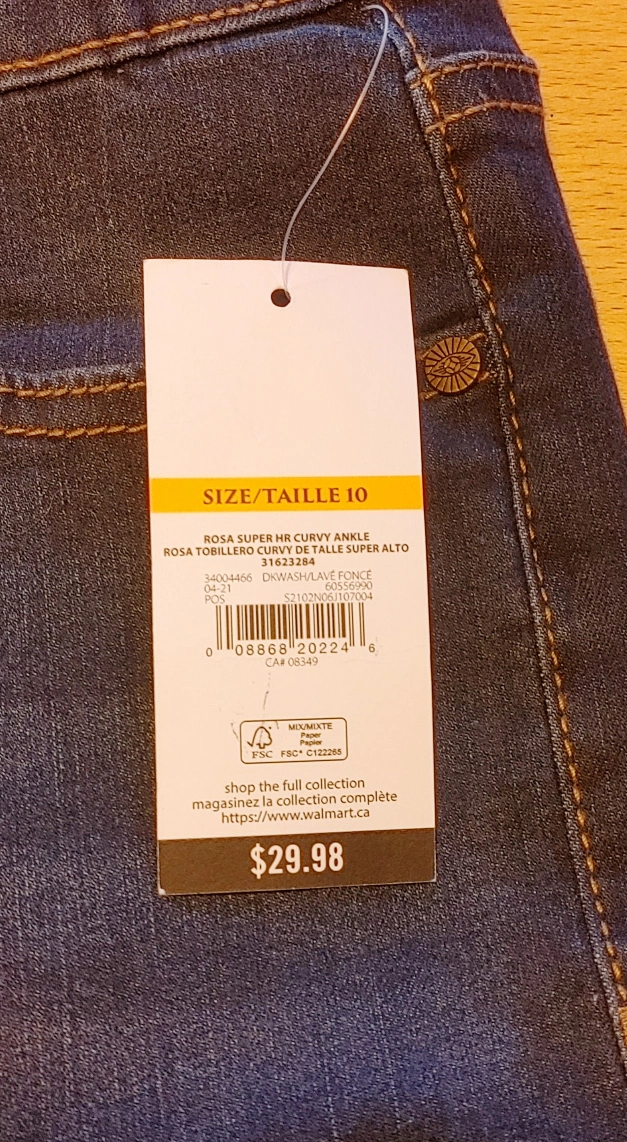 SIZE/TAILLE 10
ROSA SUPER HR CURVY ANKLE
ROSA TOBILLERO CURVY DE TALLE SUPER ALTO
31623284
34004466 DKWASH/LAVÉ FONCÉ
04-21 60556990
POS S2102N06J107004
0 08868 20224 6
CA# 08349
MIX/MIXTE
Paper
Papier
FSC FSC® C122265
shop the full collection
magasinez la collection complète
https://www.walmart.ca
$29.98